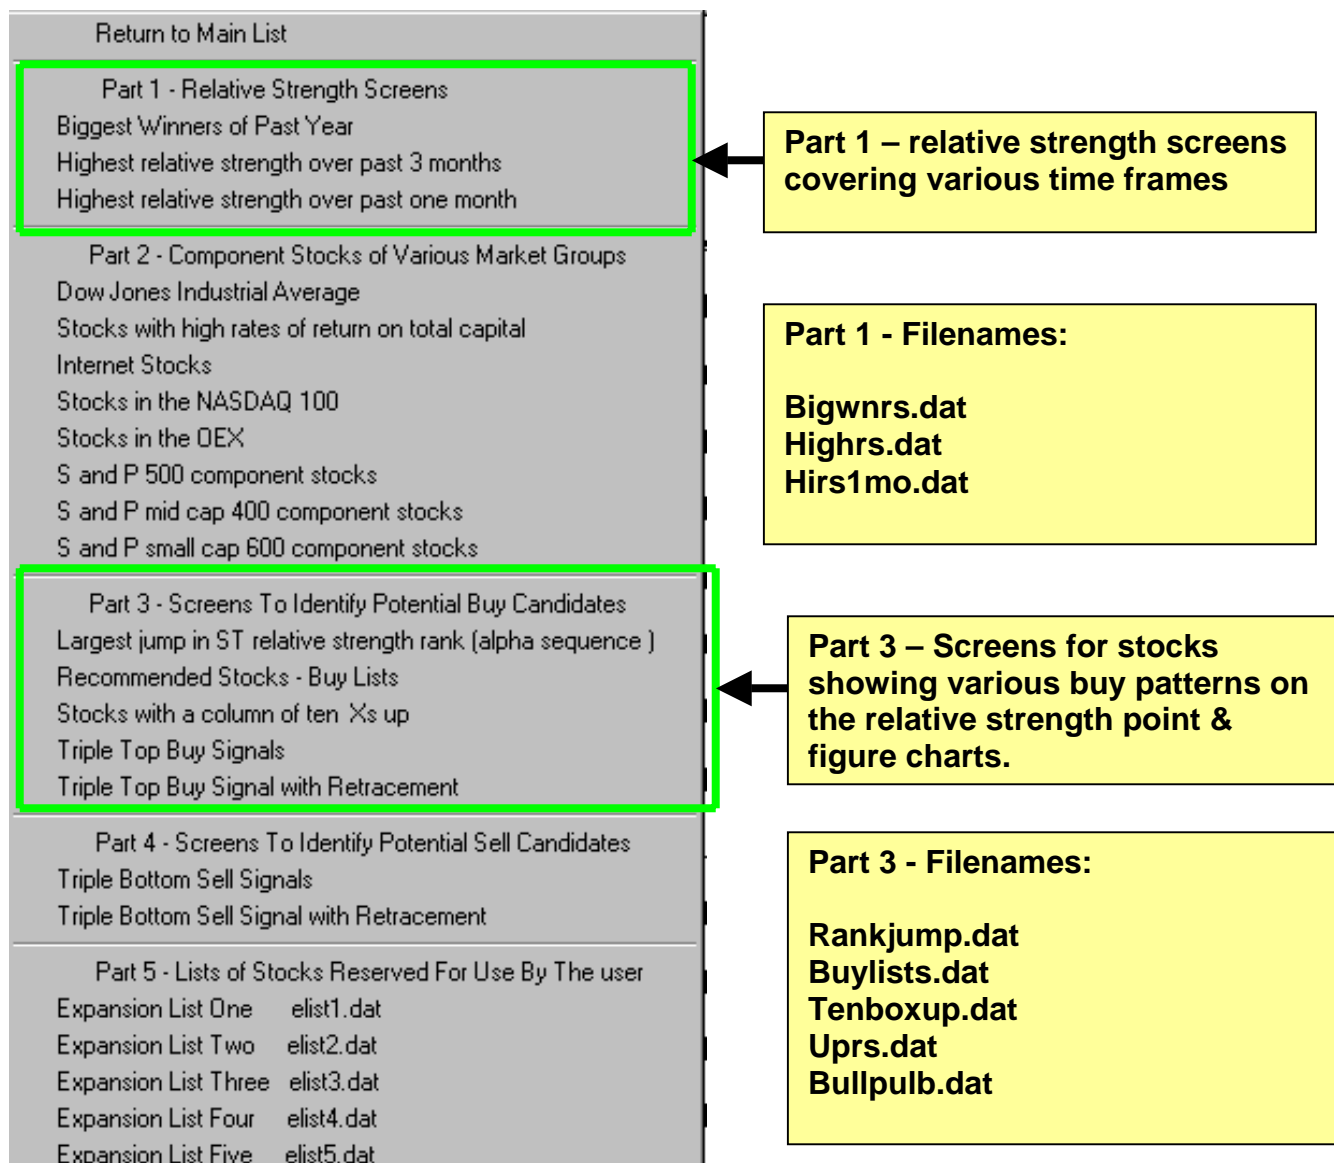 Return to Main List
Part 1 - Relative Strength Screens
Biggest Winners of Past Year
Highest relative strength over past 3 months
Highest relative strength over past one month
Part 2 - Component Stocks of Various Market Groups
Dow Jones Industrial Average
Stocks with high rates of return on total capital
Internet Stocks
Stocks in the NASDAQ 100
Stocks in the OEX
S and P 500 component stocks
S and P mid cap 400 component stocks
S and P small cap 600 component stocks
Part 3 - Screens To Identify Potential Buy Candidates
Largest jump in ST relative strength rank (alpha sequence )
Recommended Stocks - Buy Lists
Stocks with a column of ten Xs up
Triple Top Buy Signals
Triple Top Buy Signal with Retracement
Part 4 - Screens To Identify Potential Sell Candidates
Triple Bottom Sell Signals
Triple Bottom Sell Signal with Retracement
Part 5 - Lists of Stocks Reserved For Use By The user
Expansion List One elist1.dat
Expansion List Two elist2.dat
Expansion List Three elist3.dat
Expansion List Four elist4.dat
Expansion List Five elist5.dat
Part 1 – relative strength screens
covering various time frames
Part 1 - Filenames:
Bigwnrs.dat
Highrs.dat
Hirs1mo.dat
Part 3 – Screens for stocks
showing various buy patterns on
the relative strength point &
figure charts.
Part 3 - Filenames:
Rankjump.dat
Buylists.dat
Tenboxup.dat
Uprs.dat
Bullpulb.dat